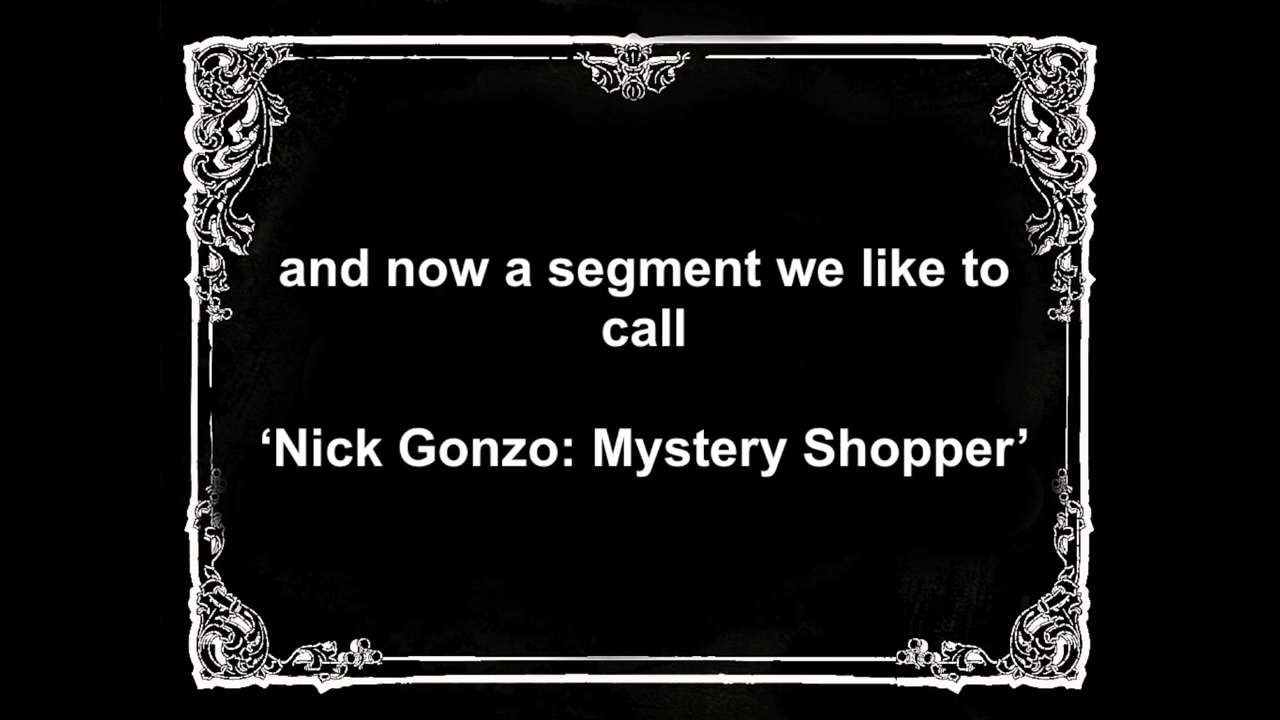 and now a segment we like to
call
‘Nick Gonzo: Mystery Shopper’